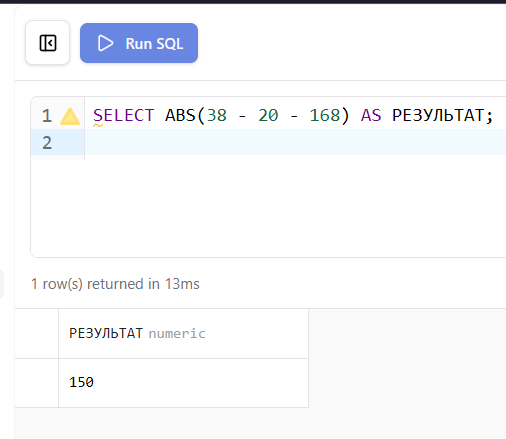 Run SQL
1 SELECT ABS(38 - 20 - 168) AS РЕЗУЛЬТАТ;
2
1 row(s) returned in 13ms
РЕЗУЛЬТАТ numeric
150